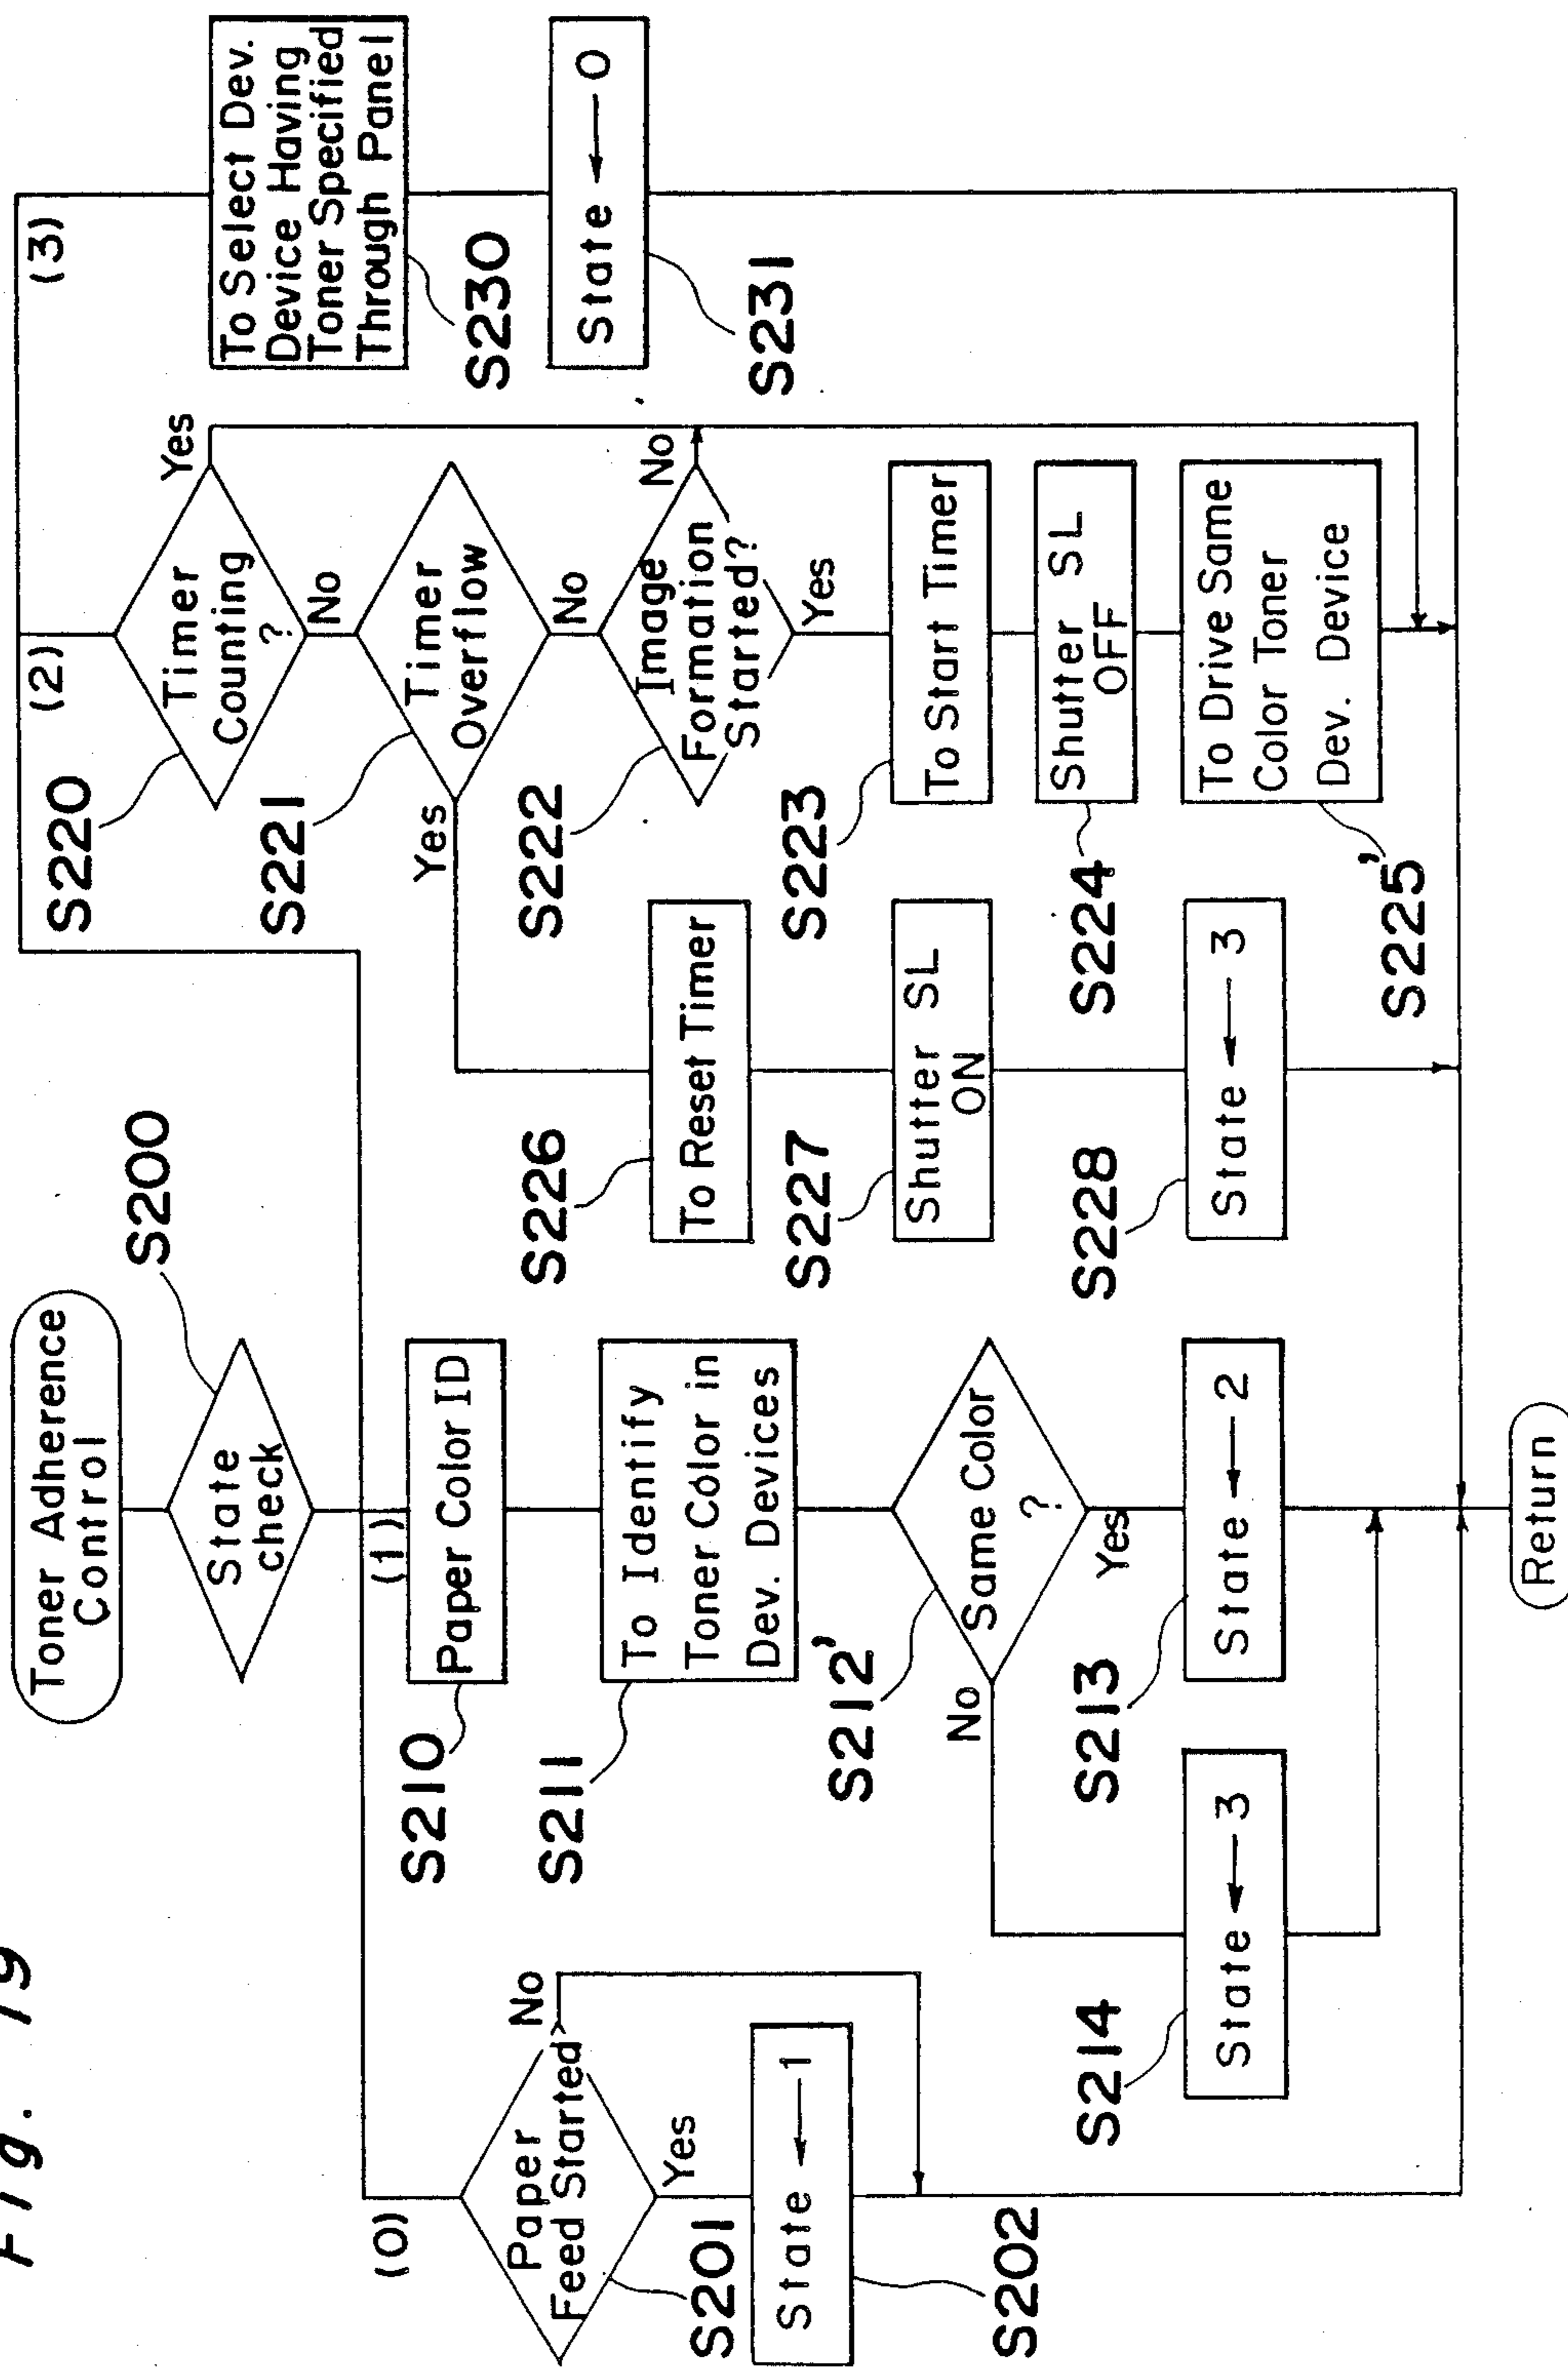 Fig. 19
Toner Adherence
Control
S200
State
check
(0)
Paper
Feed Started
No
Yes
S201
State ← 1
S202
(1)
Paper Color ID
S210
To Identify
Toner Color in
Dev. Devices
S211
Same Color
?
S212'
No
Yes
State ← 2
S213
State ← 3
S214
(2)
Timer
Counting
?
S220
Yes
No
Timer
Overflow
S221
Yes
No
Image
Formation
Started?
S222
No
Yes
To Start Timer
S223
Shutter SL
OFF
S224
To Drive Same
Color Toner
Dev. Device
S225'
To Reset Timer
S226
Shutter SL
ON
S227
State ← 3
S228
(3)
To Select Dev.
Device Having
Toner Specified
Through Panel
S230
State ← 0
S231
Return